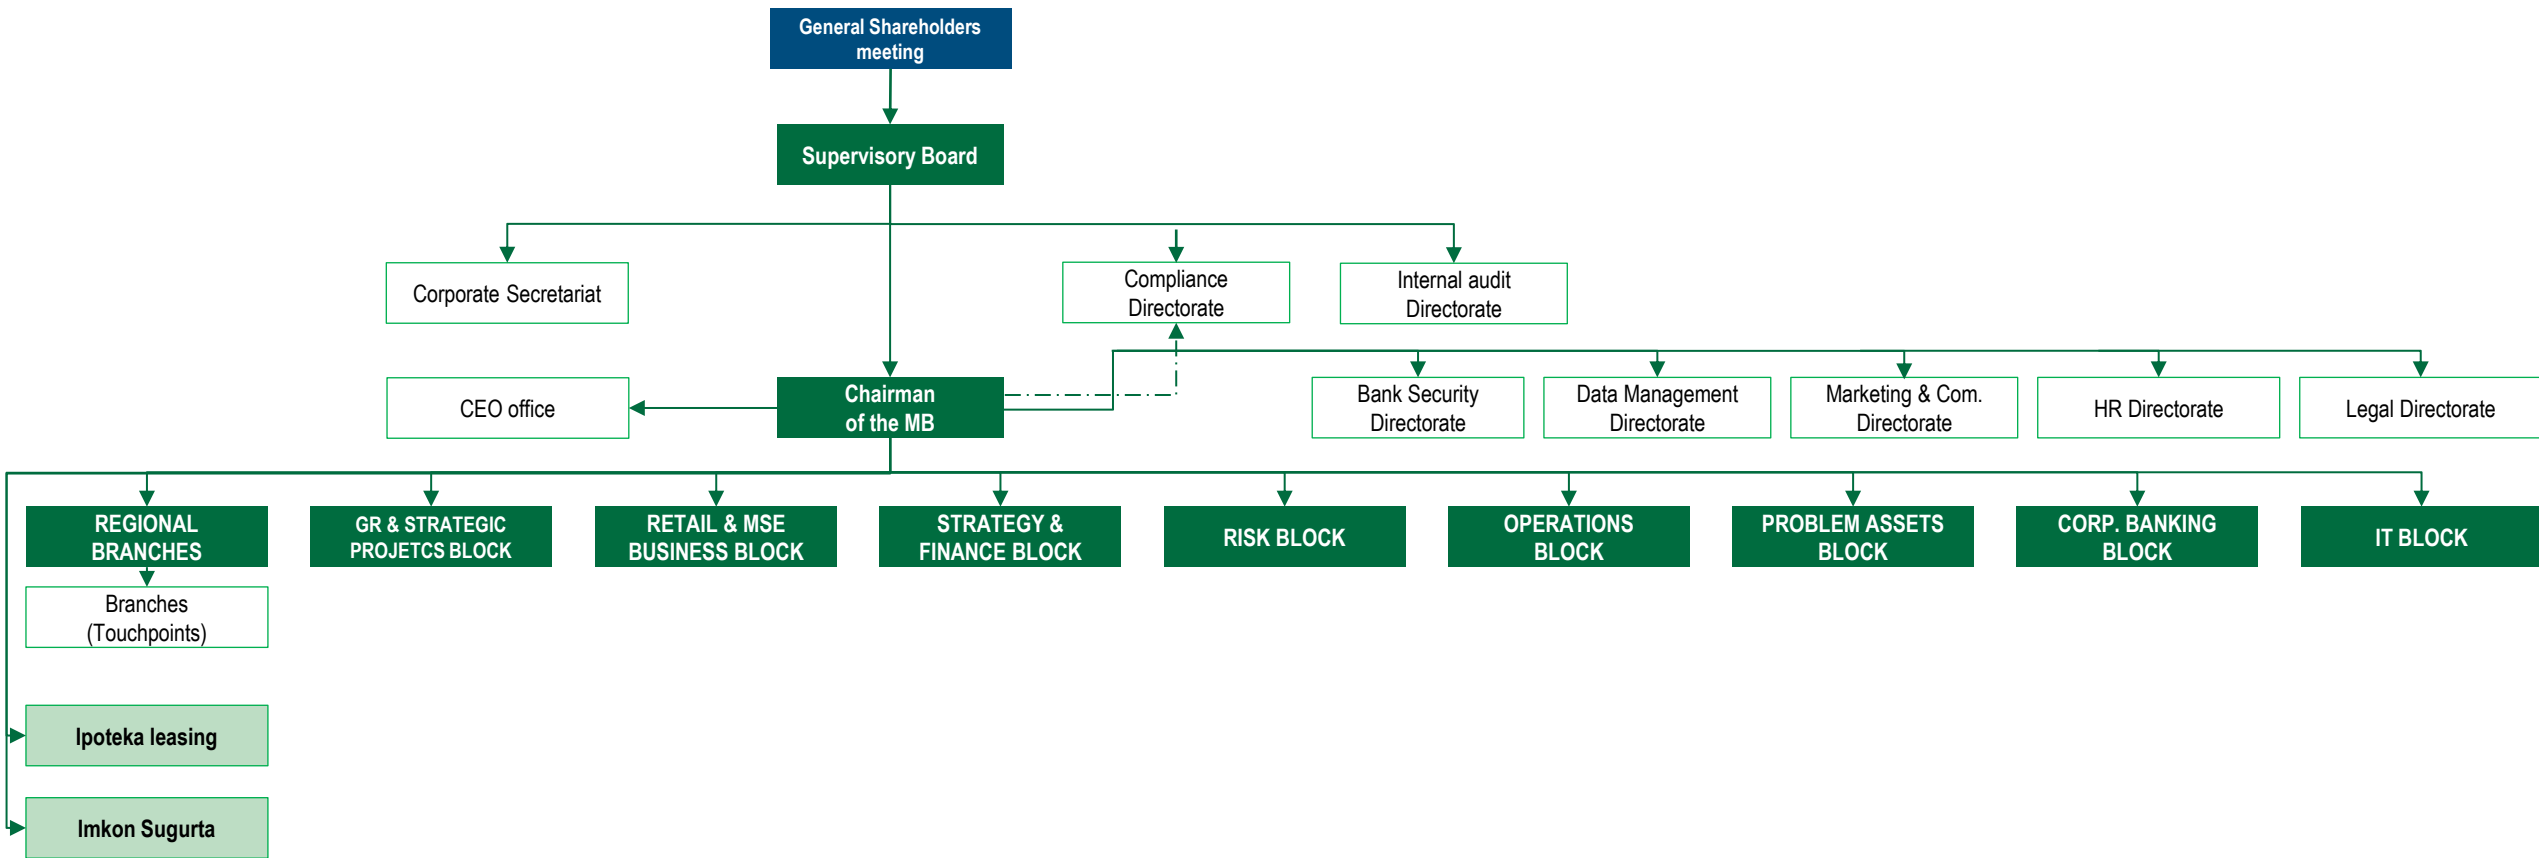 General Shareholders
meeting
Supervisory Board
Corporate Secretariat
Compliance
Directorate
Internal audit
Directorate
CEO office
Chairman
of the MB
Bank Security
Directorate
Data Management
Directorate
Marketing & Com.
Directorate
HR Directorate
Legal Directorate
REGIONAL
BRANCHES
GR & STRATEGIC
PROJETCS BLOCK
RETAIL & MSE
BUSINESS BLOCK
STRATEGY &
FINANCE BLOCK
RISK BLOCK
OPERATIONS
BLOCK
PROBLEM ASSETS
BLOCK
CORP. BANKING
BLOCK
IT BLOCK
Branches
(Touchpoints)
Ipoteka leasing
Imkon Sugurta